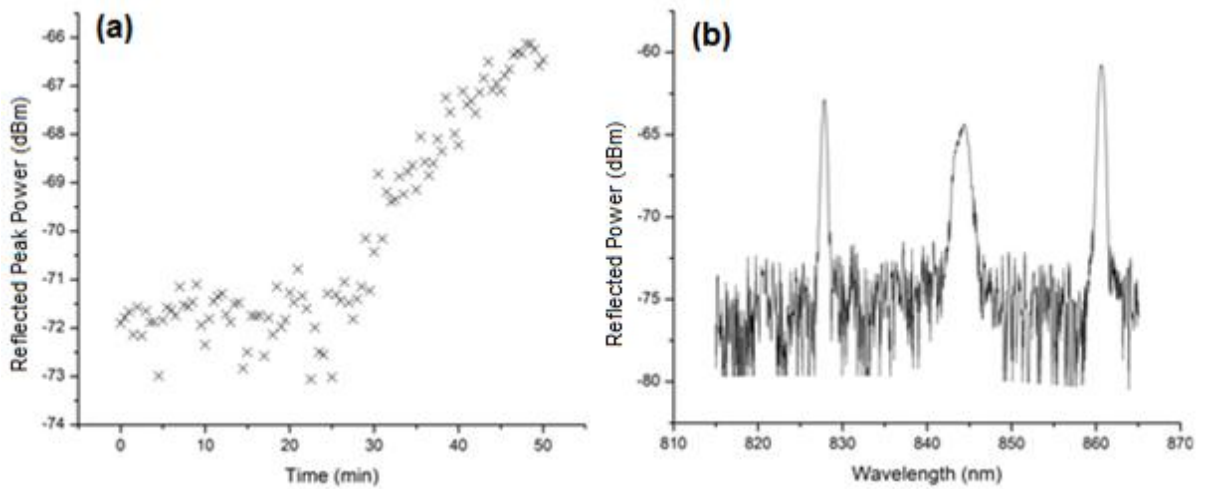 (a)
Reflected Peak Power (dBm)
-66
-67
-68
-69
-70
-71
-72
-73
-74
0 10 20 30 40 50
Time (min)
(b)
Reflected Power (dBm)
-60
-65
-70
-75
-80
810 820 830 840 850 860 870
Wavelength (nm)